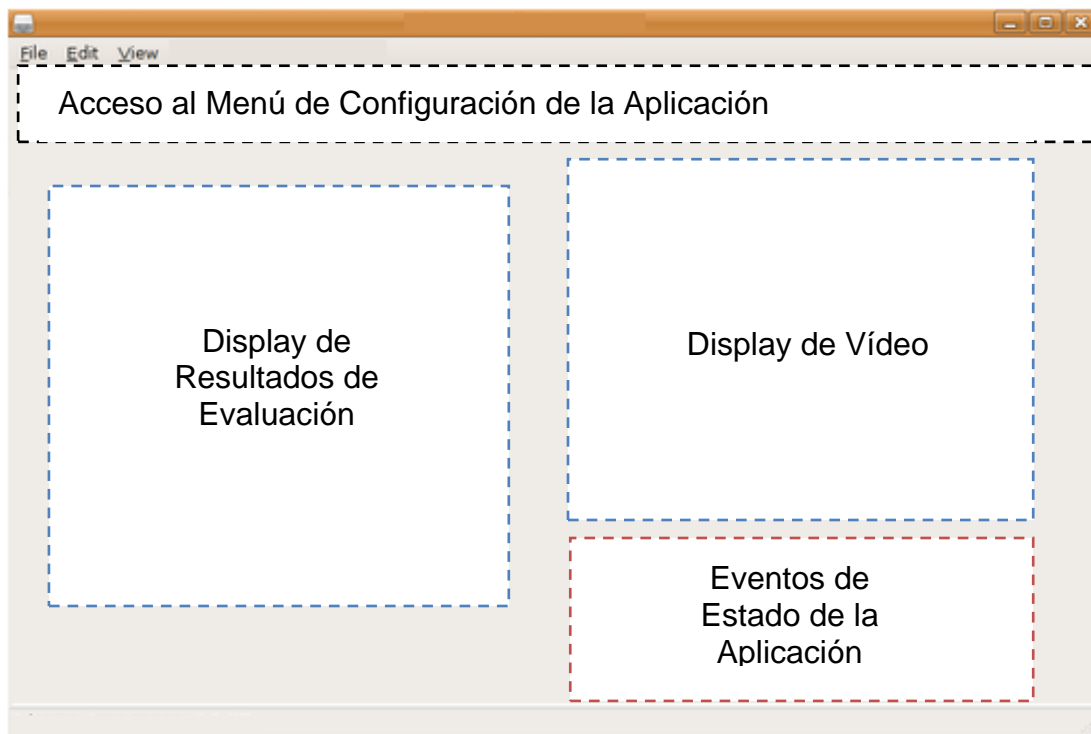 File Edit View
Acceso al Menú de Configuración de la Aplicación
Display de
Resultados de
Evaluación
Display de Vídeo
Eventos de
Estado de la
Aplicación